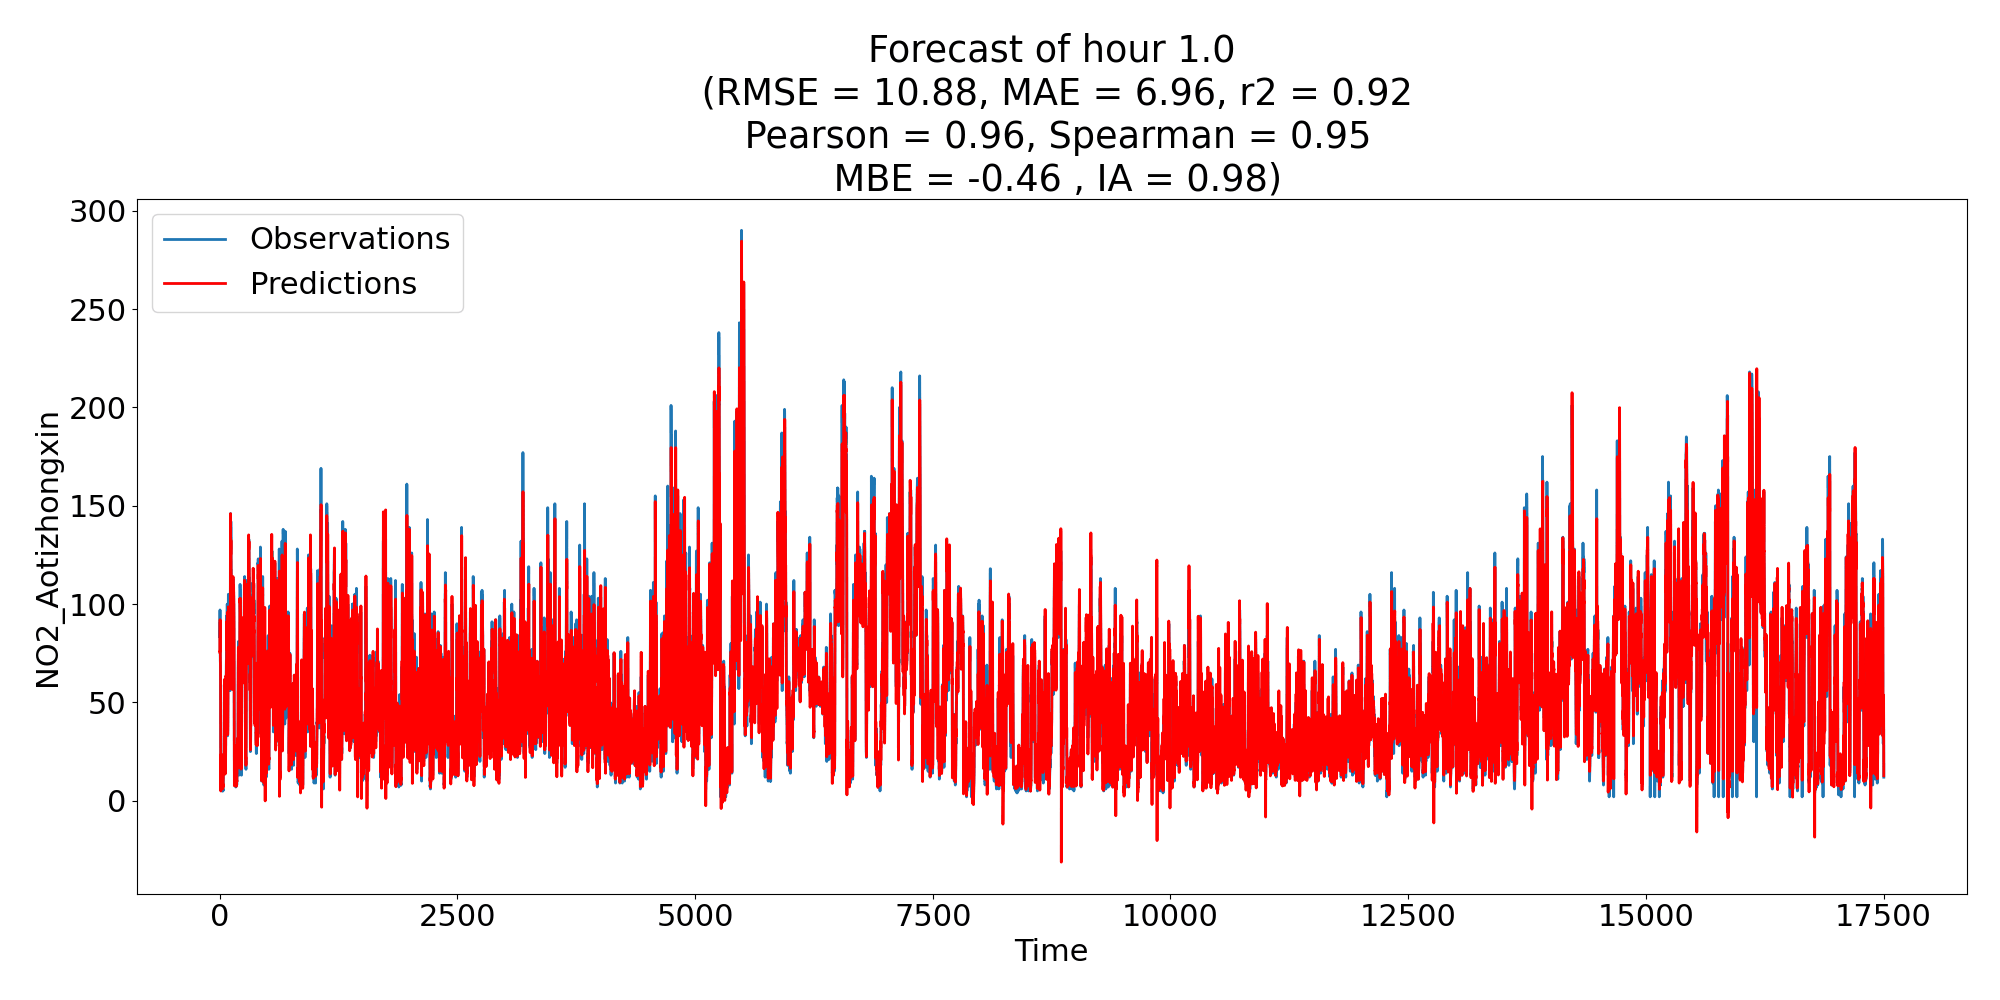 Forecast of hour 1.0
(RMSE = 10.88, MAE = 6.96, r2 = 0.92
Pearson = 0.96, Spearman = 0.95
MBE = -0.46 , IA = 0.98)
Observations
Predictions
NO2_Aotizhongxin
300
250
200
150
100
50
0
0 2500 5000 7500 10000 12500 15000 17500
Time